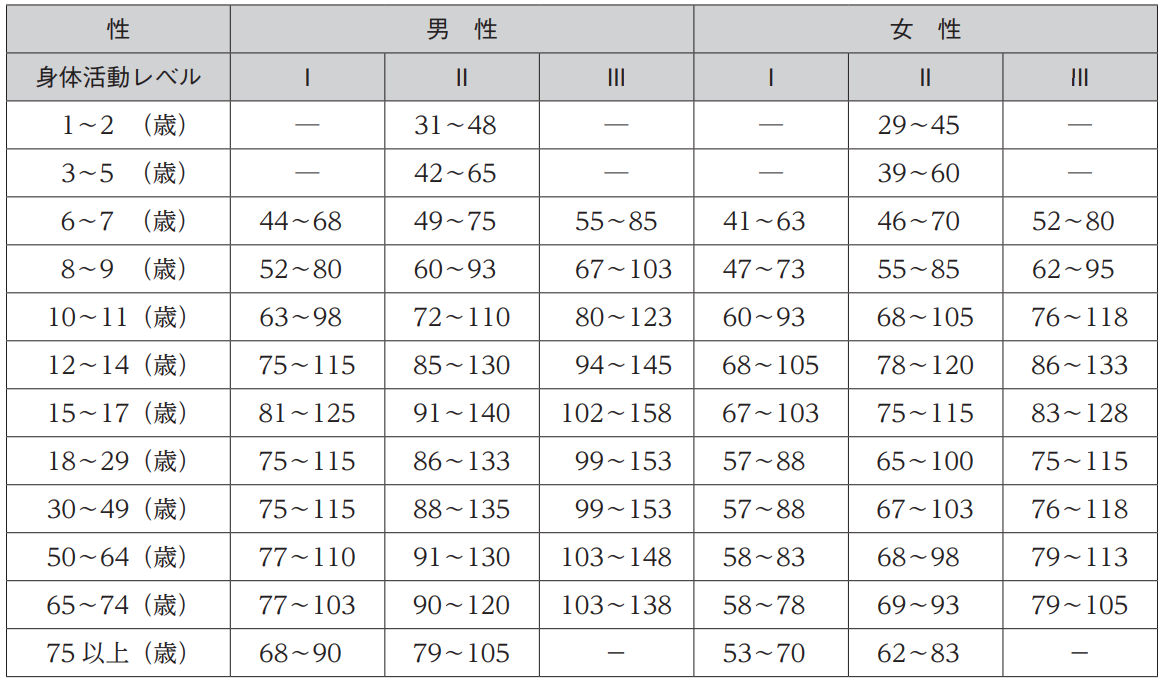 性 男 性 女 性
身体活動レベル I II III I II III
1~2 (歳) — 31~48 — — 29~45 —
3~5 (歳) — 42~65 — — 39~60 —
6~7 (歳) 44~68 49~75 55~85 41~63 46~70 52~80
8~9 (歳) 52~80 60~93 67~103 47~73 55~85 62~95
10~11(歳) 63~98 72~110 80~123 60~93 68~105 76~118
12~14(歳) 75~115 85~130 94~145 68~105 78~120 86~133
15~17(歳) 81~125 91~140 102~158 67~103 75~115 83~128
18~29(歳) 75~115 86~133 99~153 57~88 65~100 75~115
30~49(歳) 75~115 88~135 99~153 57~88 67~103 76~118
50~64(歳) 77~110 91~130 103~148 58~83 68~98 79~113
65~74(歳) 77~103 90~120 103~138 58~78 69~93 79~105
75以上(歳) 68~90 79~105 − 53~70 62~83 −